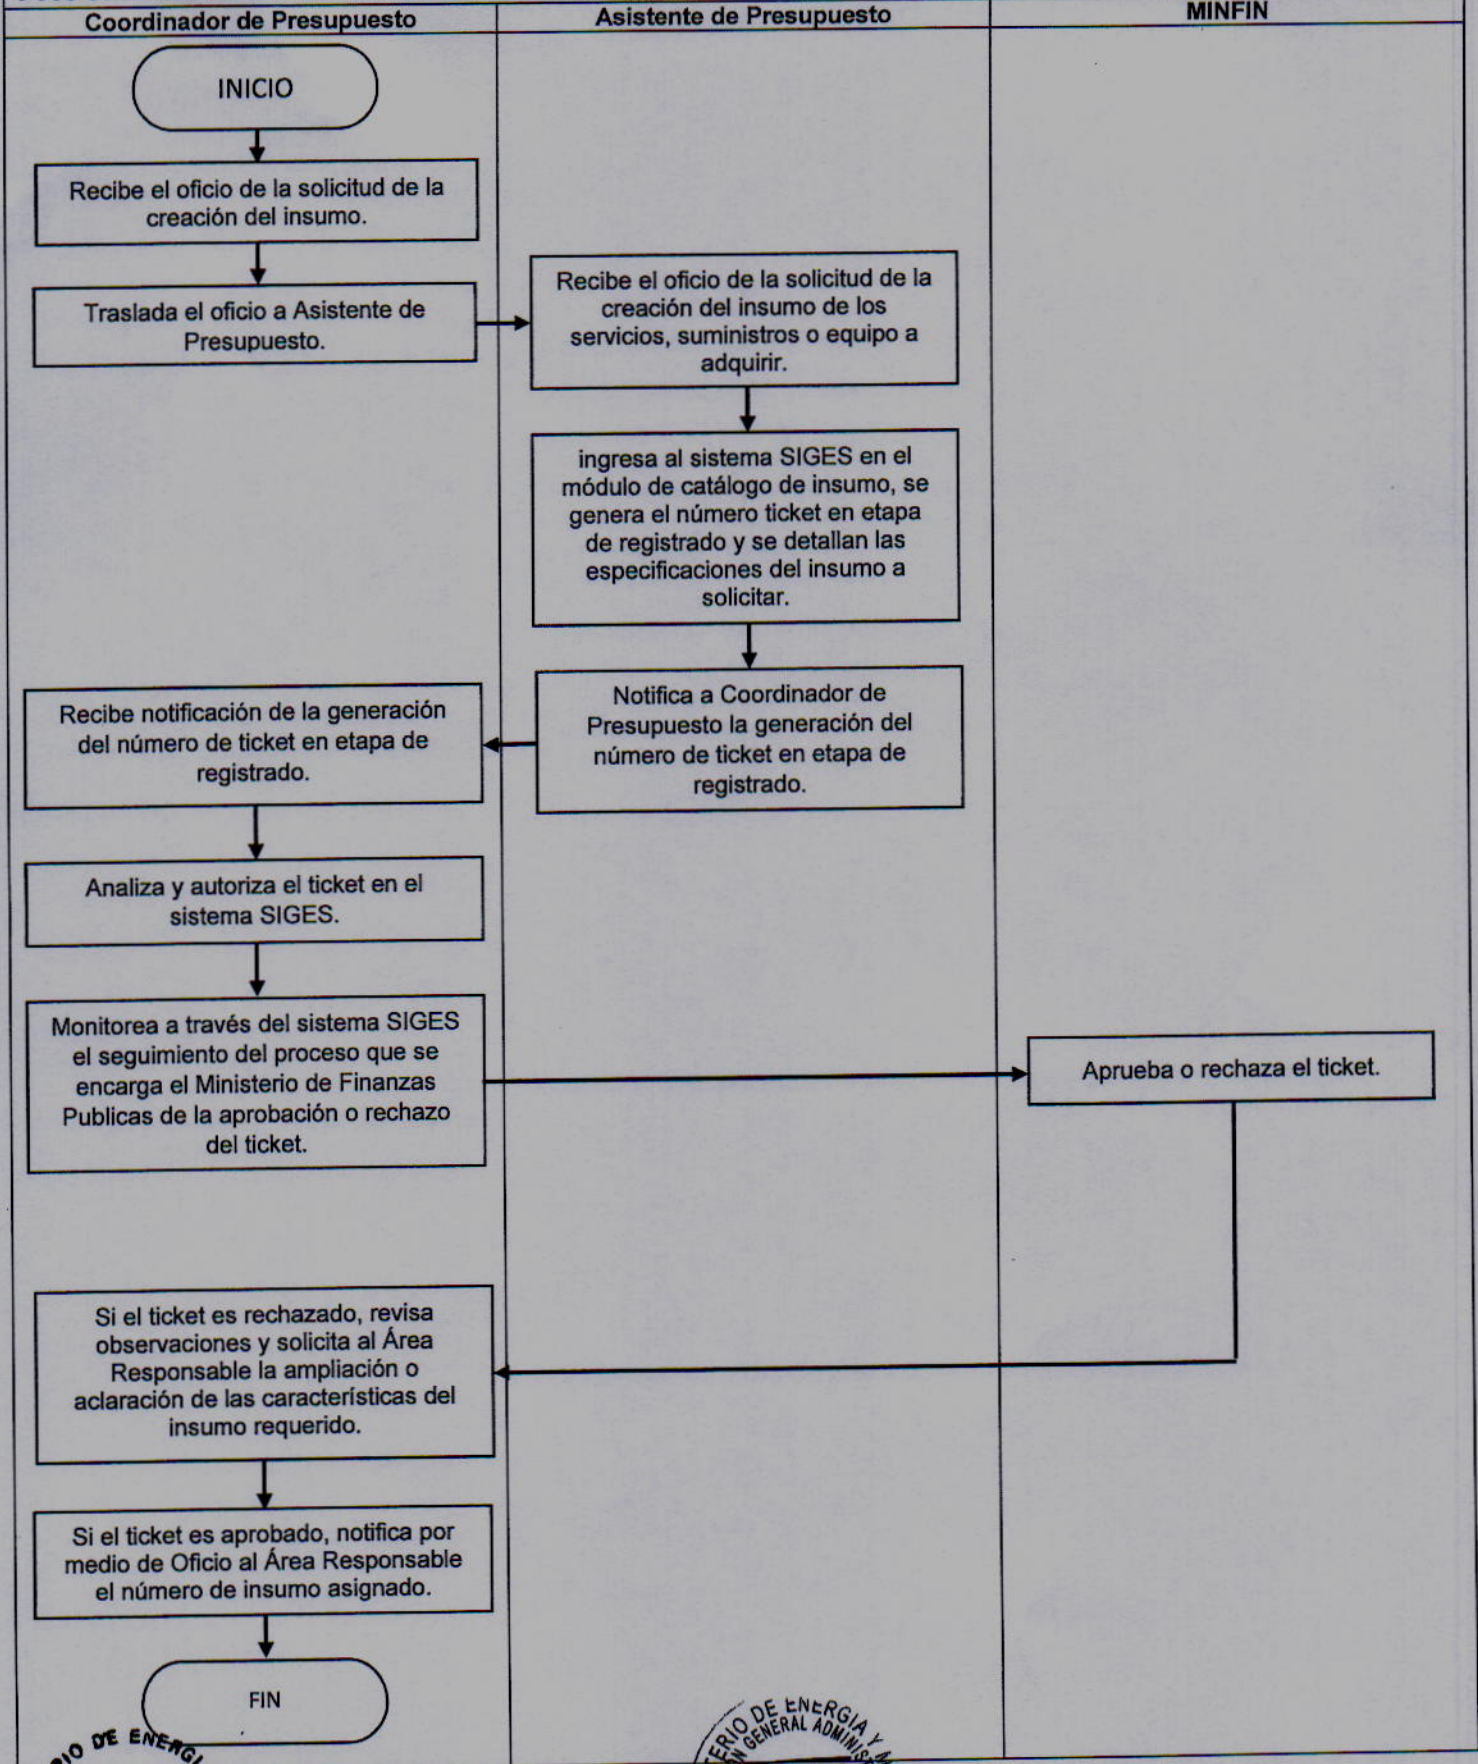 Coordinador de Presupuesto
Asistente de Presupuesto
MINFIN
INICIO
Recibe el oficio de la solicitud de la
creación del insumo.
Traslada el oficio a Asistente de
Presupuesto.
Recibe el oficio de la solicitud de la
creación del insumo de los
servicios, suministros o equipo a
adquirir.
ingresa al sistema SIGES en el
módulo de catálogo de insumo, se
genera el número ticket en etapa
de registrado y se detallan las
especificaciones del insumo a
solicitar.
Notifica a Coordinador de
Presupuesto la generación del
número de ticket en etapa de
registrado.
Recibe notificación de la generación
del número de ticket en etapa de
registrado.
Analiza y autoriza el ticket en el
sistema SIGES.
Monitorea a través del sistema SIGES
el seguimiento del proceso que se
encarga el Ministerio de Finanzas
Publicas de la aprobación o rechazo
del ticket.
Aprueba o rechaza el ticket.
Si el ticket es rechazado, revisa
observaciones y solicita al Área
Responsable la ampliación o
aclaración de las características del
insumo requerido.
Si el ticket es aprobado, notifica por
medio de Oficio al Área Responsable
el número de insumo asignado.
FIN
DE
DE ENERGIA Y
GENERAL